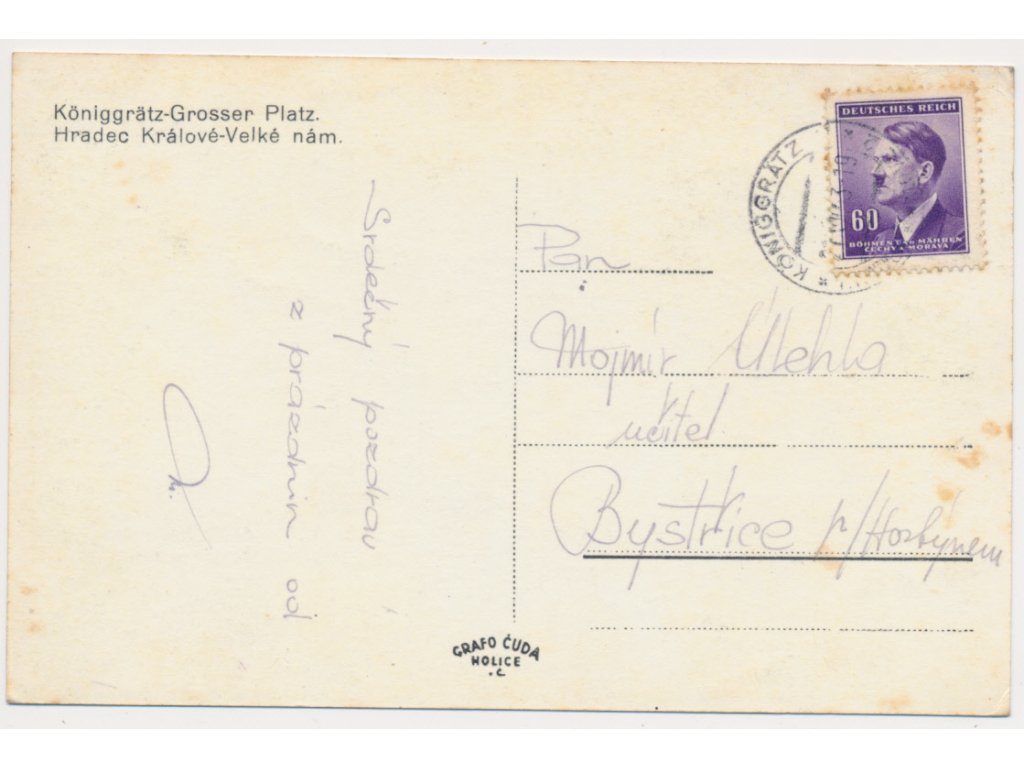 Königgrätz-Grosser Platz.
Hradec Králové-Velké nám.
DEUTSCHES REICH
60
BÖHMEN UND MÄHREN
ČECHY A MORAVA
KÖNIGGRÄTZ
Srdečný pozdrav
z prázdnin od
Pan
Mojmír Úlehla
učitel
Bystřice p/Hostýnem
GRAFO ČUDA
HOLICE
.C